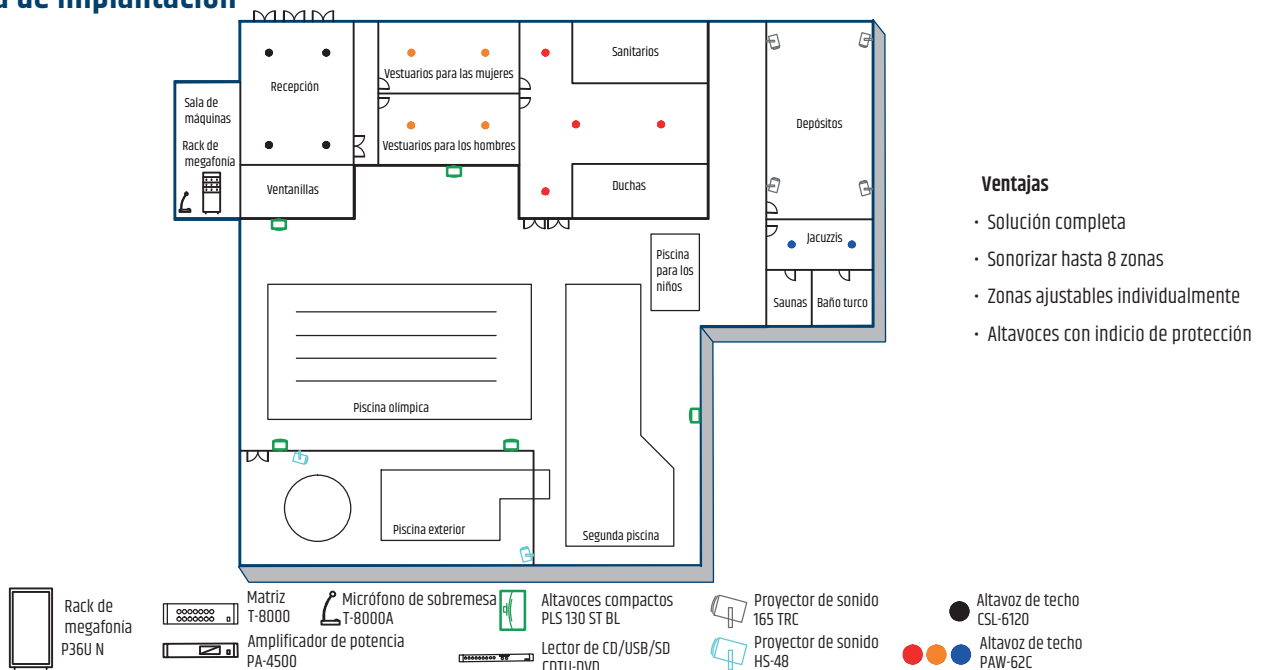 de implantación
Sanitarios
Vestuarios para las mujeres
Recepción
Sala de
máquinas
Depósitos
Rack de
megafonía
Vestuarios para los hombres
Ventanillas
Duchas
Jacuzzis
Piscina
para los
niños
Saunas
Baño turco
Piscina olímpica
Piscina exterior
Segunda piscina
Ventajas
· Solución completa
· Sonorizar hasta 8 zonas
· Zonas ajustables individualmente
· Altavoces con indicio de protección
Rack de
megafonía
P36U N
Matriz
T-8000
Amplificador de potencia
PA-4500
Micrófono de sobremesa
T-8000A
Altavoces compactos
PLS 130 ST BL
Lector de CD/USB/SD
CDTU-DVD
Proyector de sonido
165 TRC
Proyector de sonido
HS-48
Altavoz de techo
CSL-6120
Altavoz de techo
PAW-62C